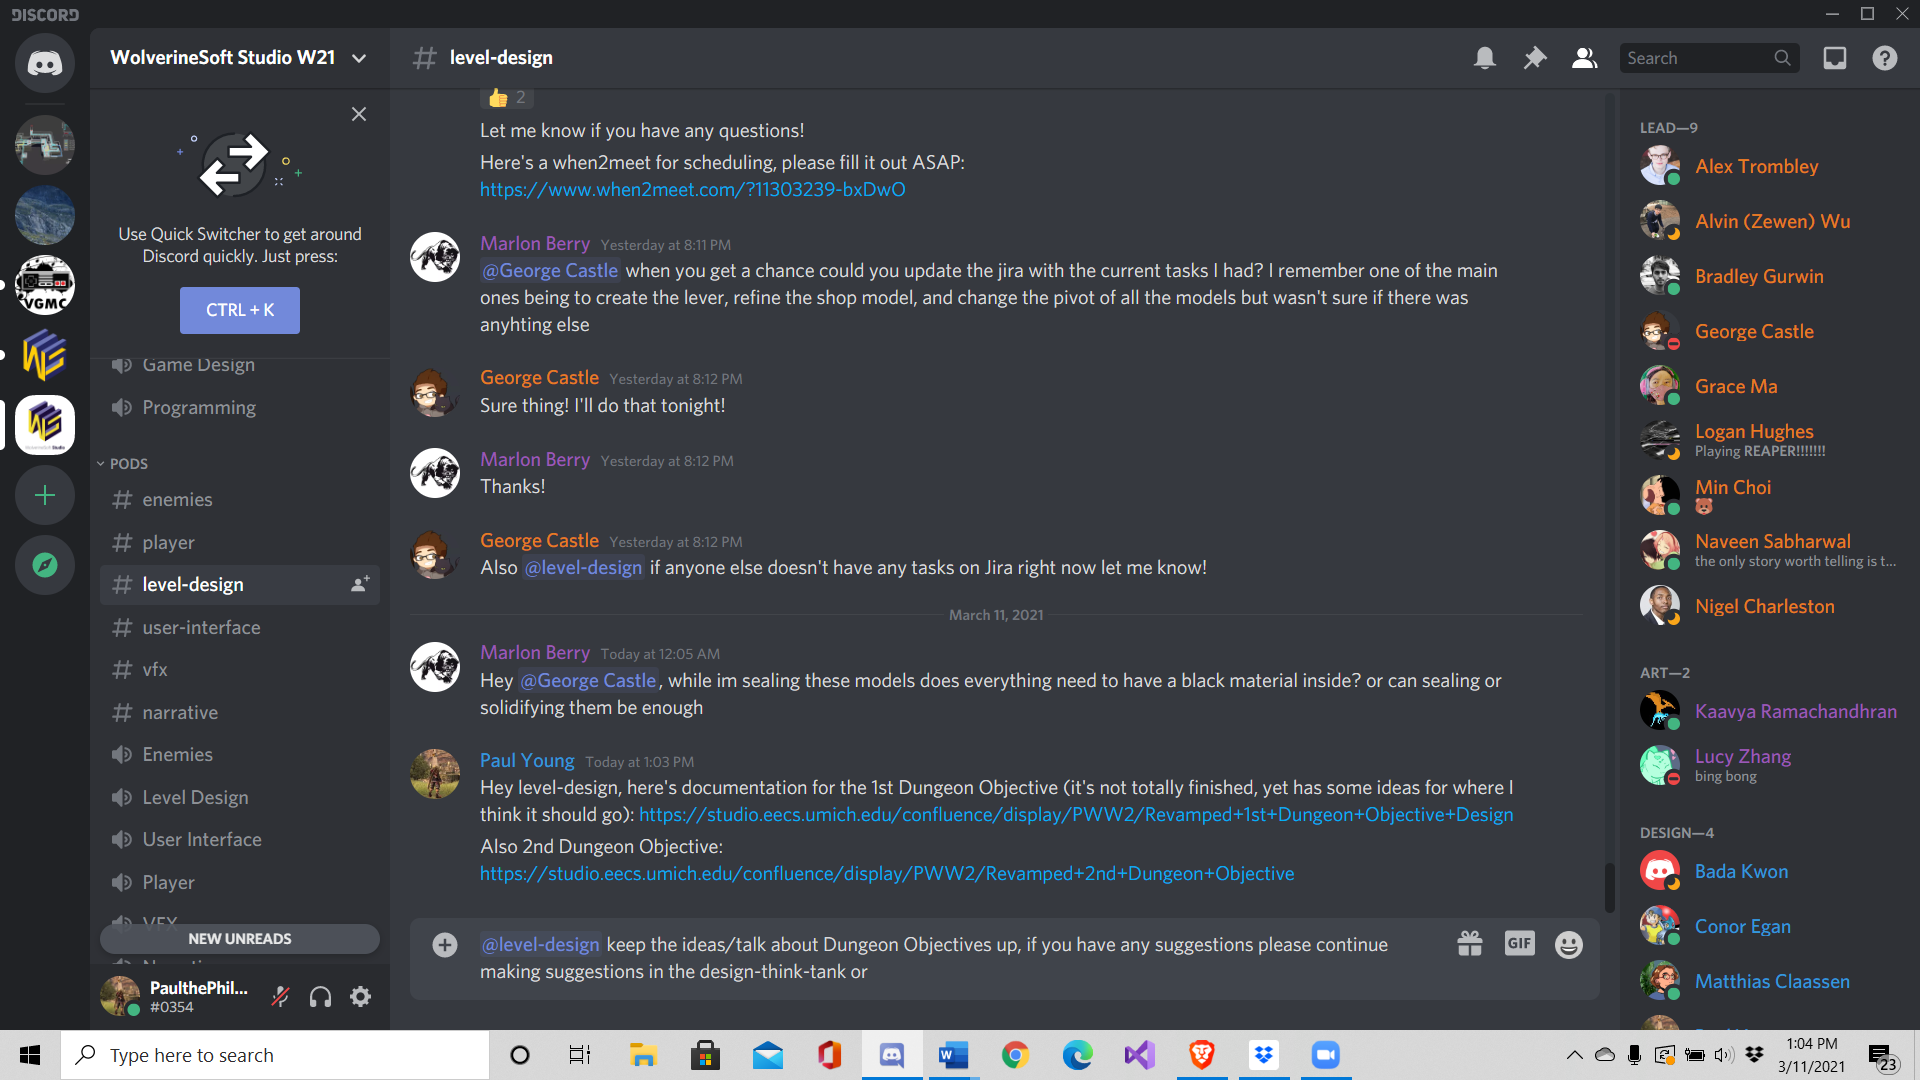 DISCORD
WolverineSoft Studio W21
Use Quick Switcher to get around
Discord quickly. Just press:
CTRL + K
Game Design
Programming
PODS
enemies
player
level-design
user-interface
vfx
narrative
Enemies
Level Design
User Interface
Player
VFX
NEW UNREADS
PaulthePhil...
#0354
VGMC
# level-design
Search
2
Let me know if you have any questions!
Here's a when2meet for scheduling, please fill it out ASAP:
https://www.when2meet.com/?11303239-bxDwO
Marlon Berry Yesterday at 8:11 PM
@George Castle when you get a chance could you update the jira with the current tasks I had? I remember one of the main
ones being to create the lever, refine the shop model, and change the pivot of all the models but wasn't sure if there was
anyhting else
George Castle Yesterday at 8:12 PM
Sure thing! I'll do that tonight!
Marlon Berry Yesterday at 8:12 PM
Thanks!
George Castle Yesterday at 8:12 PM
Also @level-design if anyone else doesn't have any tasks on Jira right now let me know!
March 11, 2021
Marlon Berry Today at 12:05 AM
Hey @George Castle, while im sealing these models does everything need to have a black material inside? or can sealing or
solidifying them be enough
Paul Young Today at 1:03 PM
Hey level-design, here's documentation for the 1st Dungeon Objective (it's not totally finished, yet has some ideas for where I
think it should go): https://studio.eecs.umich.edu/confluence/display/PWW2/Revamped+1st+Dungeon+Objective+Design
Also 2nd Dungeon Objective:
https://studio.eecs.umich.edu/confluence/display/PWW2/Revamped+2nd+Dungeon+Objective
@level-design keep the ideas/talk about Dungeon Objectives up, if you have any suggestions please continue
making suggestions in the design-think-tank or
GIF
LEAD—9
Alex Trombley
Alvin (Zewen) Wu
Bradley Gurwin
George Castle
Grace Ma
Logan Hughes
Playing REAPER!!!!!!!
Min Choi
Naveen Sabharwal
the only story worth telling is t...
Nigel Charleston
ART—2
Kaavya Ramachandhran
Lucy Zhang
bing bong
DESIGN—4
Bada Kwon
Conor Egan
Matthias Claassen
Type here to search
1:04 PM
3/11/2021
23